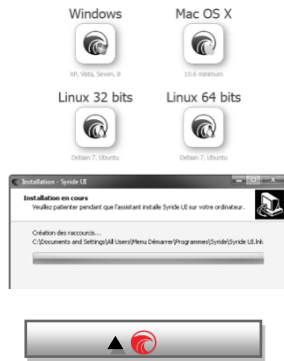 Windows Mac OS X
XP, Vista, Seven, 8 10.6 minimum
Linux 32 bits Linux 64 bits
Debian 7, Ubuntu Debian 7, Ubuntu
Installation - Syride UI
Installation en cours
Veuillez patienter pendant que l'assistant installe Syride UI sur votre ordinateur.
Création des raccourcis...
C:\Documents and Settings\All Users\Menu Démarrer\Programmes\Syride\Syride UI.lnk